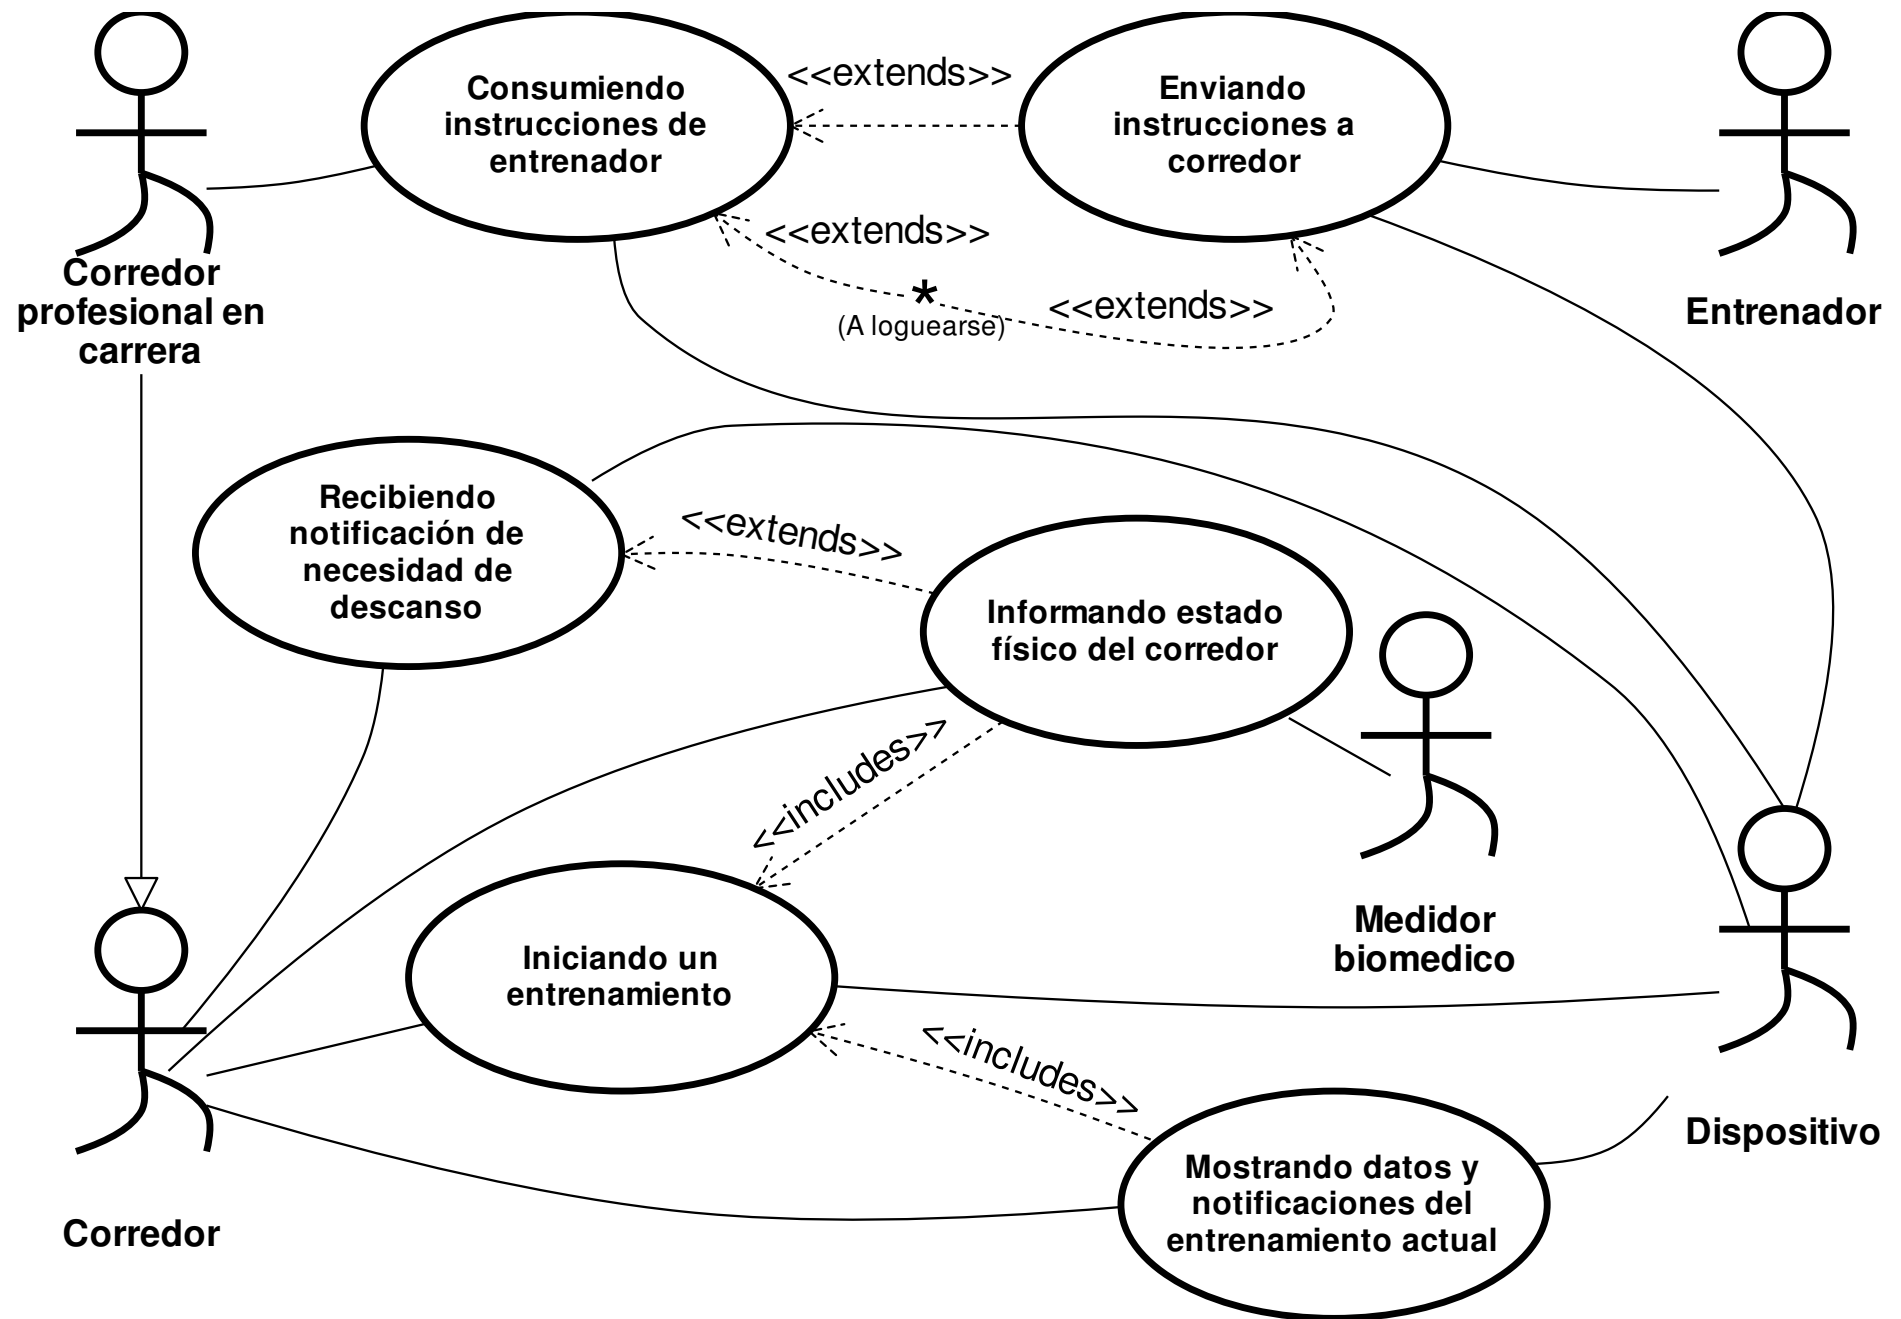 Consumiendo
instrucciones de
entrenador
<<extends>>
Enviando
instrucciones a
corredor
<<extends>>
*
(A loguearse)
<<extends>>
Corredor
profesional en
carrera
Entrenador
Recibiendo
notificación de
necesidad de
descanso
<<extends>>
Informando estado
físico del corredor
<<includes>>
Medidor
biomedico
Iniciando un
entrenamiento
<<includes>>
Dispositivo
Mostrando datos y
notificaciones del
entrenamiento actual
Corredor